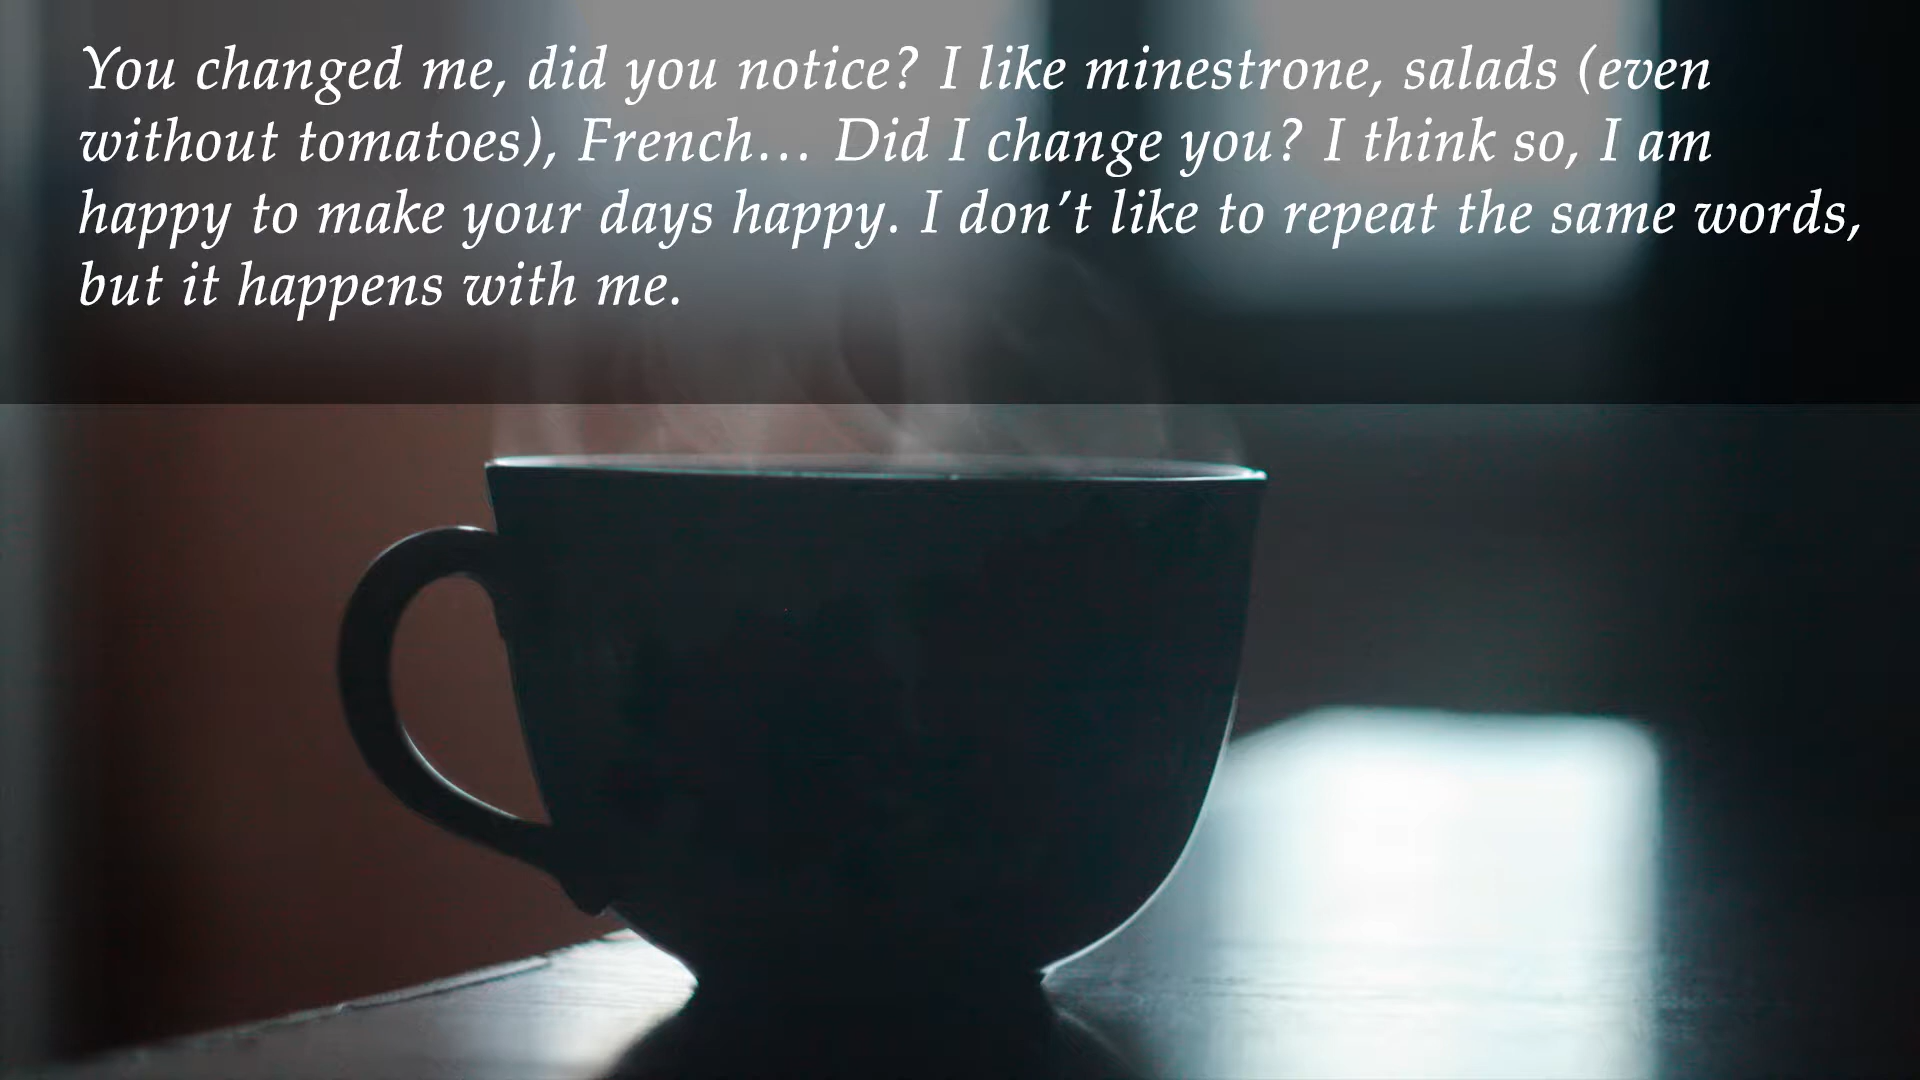 You changed me, did you notice? I like minestrone, salads (even
without tomatoes), French… Did I change you? I think so, I am
happy to make your days happy. I don’t like to repeat the same words,
but it happens with me.